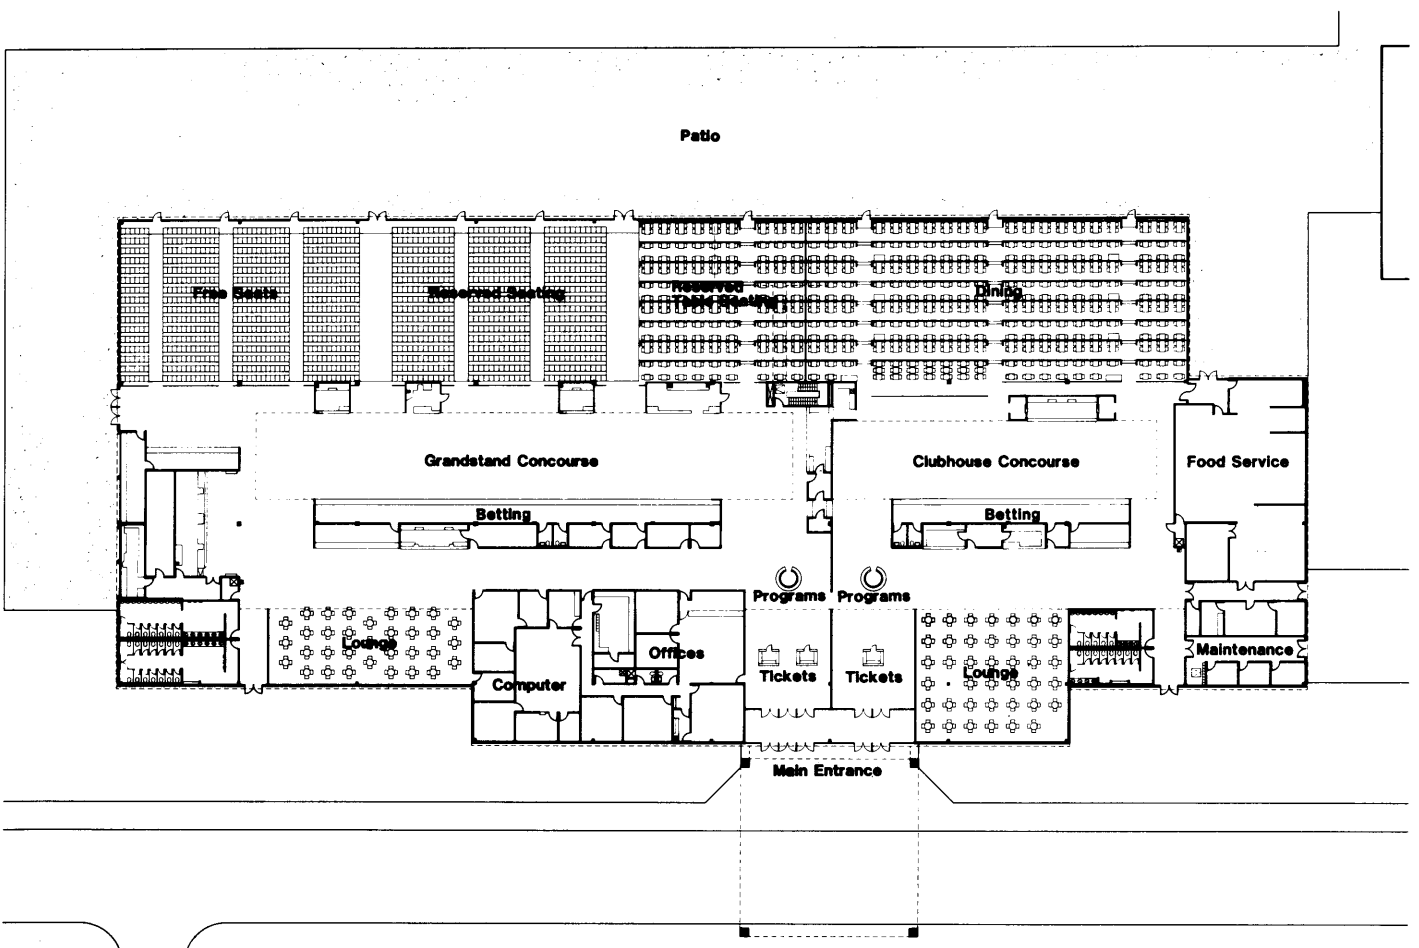 Patio
Free Seats
Reserved Seating
Reserved
Table Seating
Dining
Grandstand Concourse
Clubhouse Concourse
Food Service
Betting
Betting
Programs
Programs
Lounge
Offices
Maintenance
Computer
Tickets
Tickets
Lounge
Main Entrance